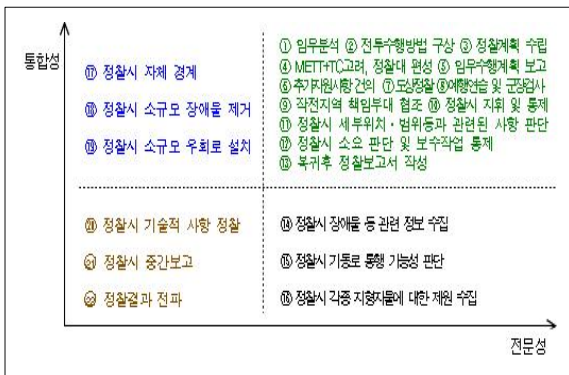 통합성
① 임무분석 ② 전투수행방법 구상 ③ 정찰계획 수립
④ METT+TC고려, 정찰대 편성 ⑤ 임무수행계획 보고
⑥ 추가지원사항 건의 ⑦ 도상정찰 ⑧ 예행연습 및 군장검사
⑨ 작전지역 책임부대 협조 ⑩ 정찰시 지휘 및 통제
⑪ 정찰시 세부위치·범위등과 관련된 사항 판단
⑫ 정찰시 소요 판단 및 보수작업 통제
⑬ 복귀후 정찰보고서 작성
⑰ 정찰시 자체 경계
⑱ 정찰시 소규모 장애물 제거
⑲ 정찰시 소규모 우회로 설치
⑳ 정찰시 기술적 사항 정찰
㉑ 정찰시 중간보고
㉒ 정찰결과 전파
⑭ 정찰시 장애물 등 관련 정보 수집
⑮ 정찰시 기동로 통행 가능성 판단
⑯ 정찰시 각종 지형지물에 대한 제원 수집
전문성